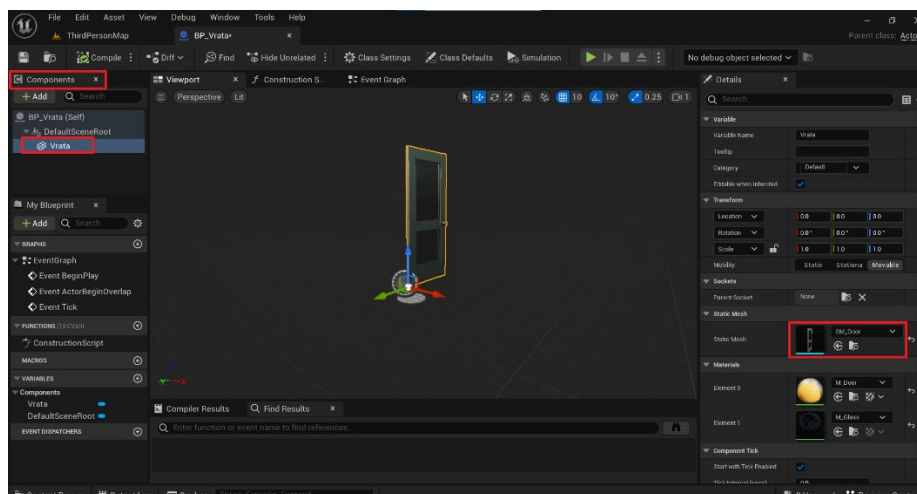 File Edit Asset View Debug Window Tools Help
ThirdPersonMap
BP_Vrata* ×
Parent class: Acto
Compile Diff Find Hide Unrelated Class Settings Class Defaults Simulation No debug object selected
Components × Viewport × Construction S... Event Graph Details ×
+ Add Search Perspective Lit 10 10° 0.25 1 Search
BP_Vrata (Self)
DefaultSceneRoot
Vrata
Variable
Variable Name Vrata
Tooltip
Category Default
Editable when Inherited
Transform
Location 0.0 0.0 0.0
Rotation 0.0° 0.0° 0.0°
Scale 1.0 1.0 1.0
Mobility Static Stationa Movable
Sockets
Parent Socket None
Static Mesh
Static Mesh SM_Door
Materials
Element 0 M_Door
Element 1 M_Glass
Component Tick
Start with Tick Enabled
My Blueprint ×
+ Add Search
GRAPHS
EventGraph
Event BeginPlay
Event ActorBeginOverlap
Event Tick
FUNCTIONS
ConstructionScript
MACROS
VARIABLES
Components
Vrata
DefaultSceneRoot
EVENT DISPATCHERS
Compiler Results Find Results ×
Enter function or event name to find references...